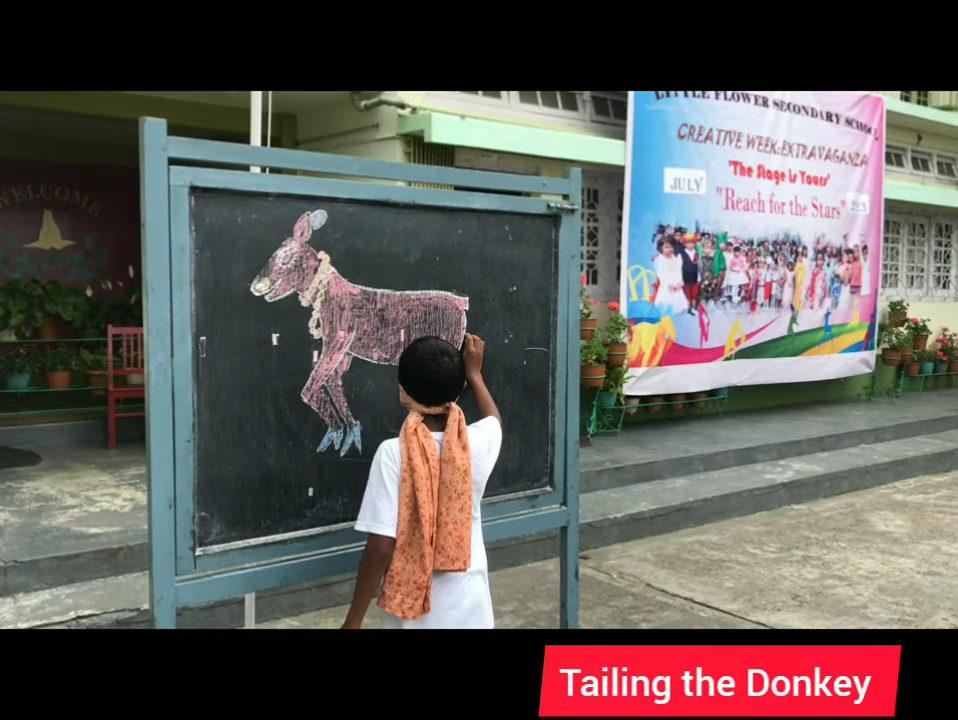 WELCOME
LITTLE FLOWER SECONDARY SCHOOL
CREATIVE WEEK:EXTRAVAGANZA
"The Stage is Yours"
JULY
"Reach for the Stars"
Tailing the Donkey